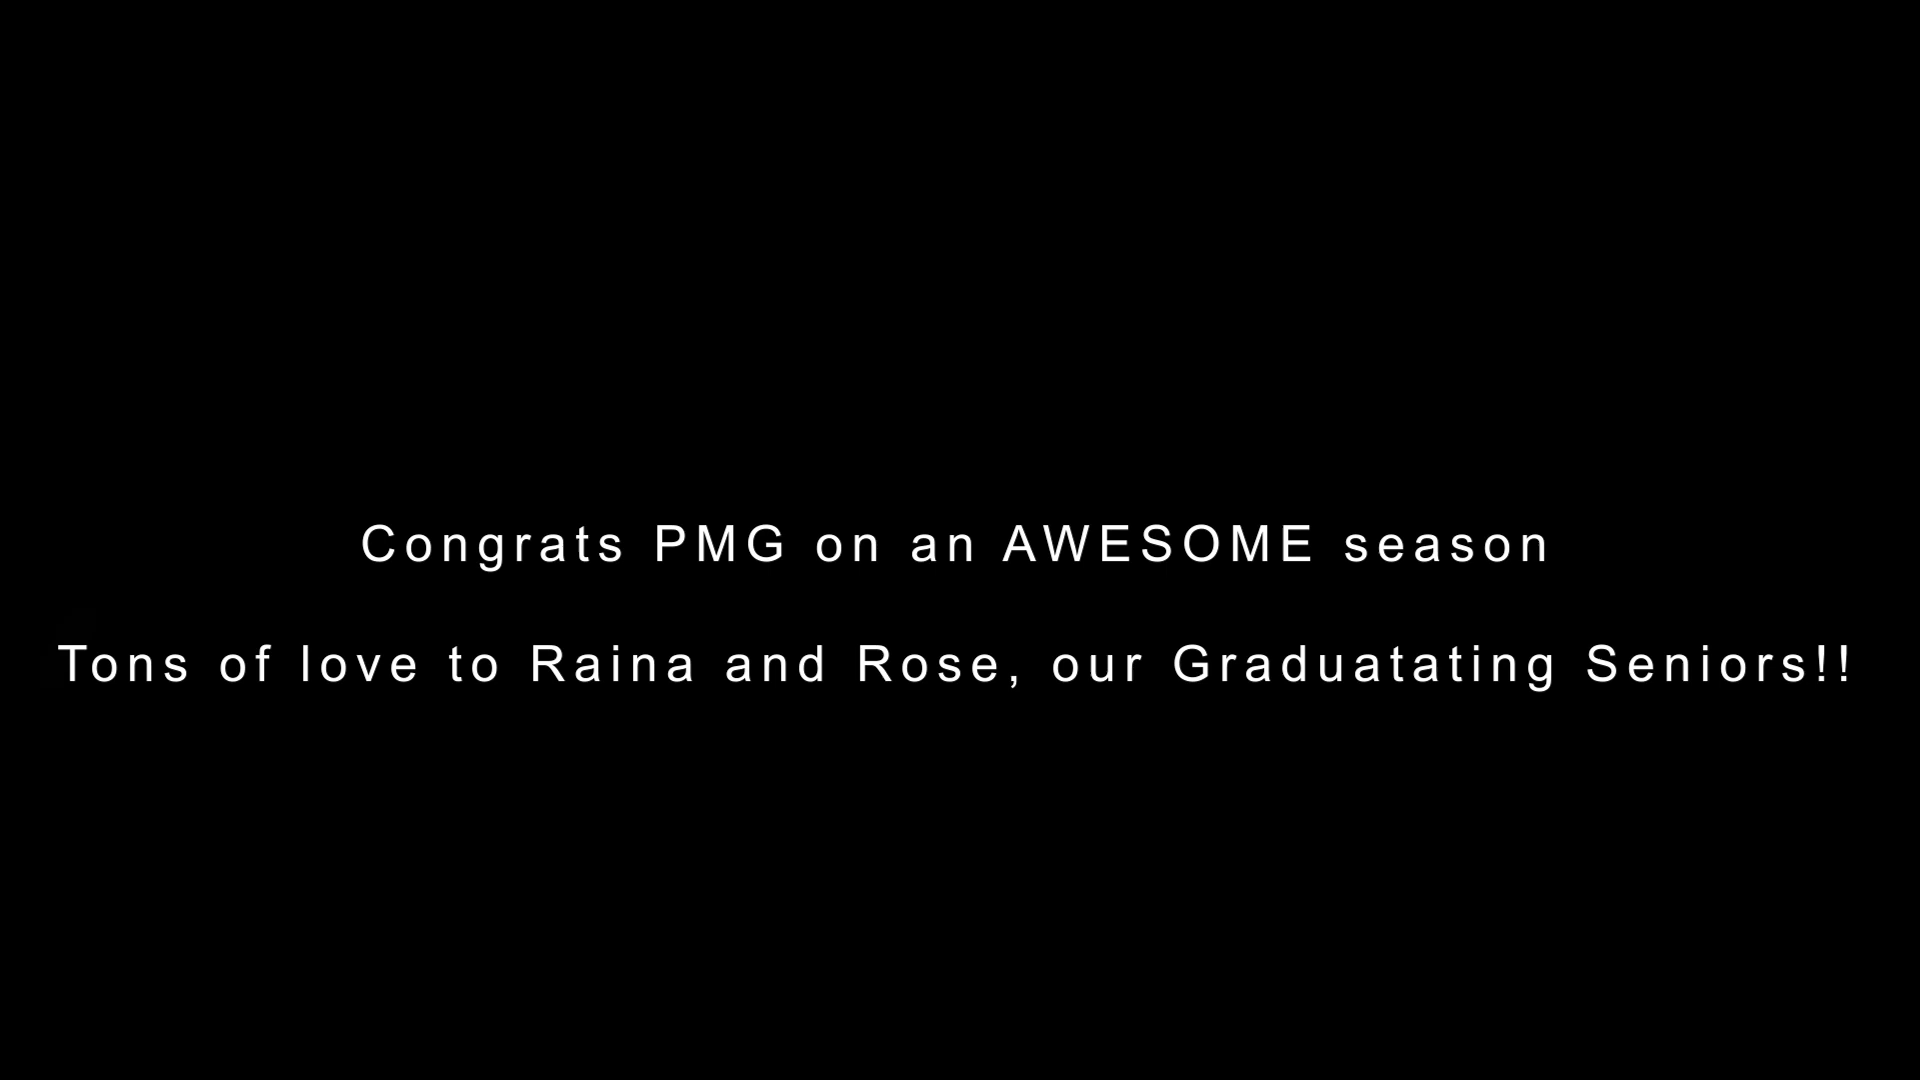 Congrats PMG on an AWESOME season
Tons of love to Raina and Rose, our Graduatating Seniors!!